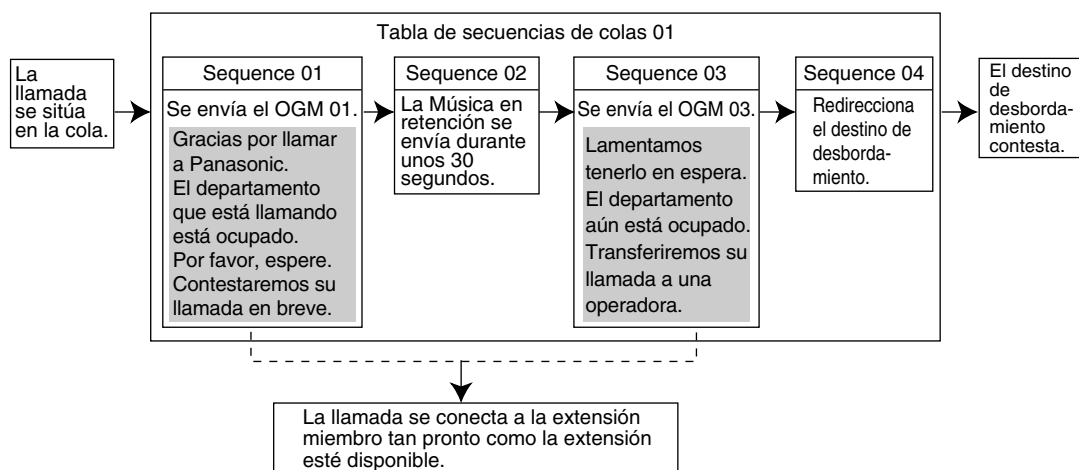 Tabla de secuencias de colas 01
La
llamada
se sitúa
en la cola.
Sequence 01
Se envía el OGM 01.
Gracias por llamar
a Panasonic.
El departamento
que está llamando
está ocupado.
Por favor, espere.
Contestaremos su
llamada en breve.
Sequence 02
La Música en
retención se
envía durante
unos 30
segundos.
Sequence 03
Se envía el OGM 03.
Lamentamos
tenerlo en espera.
El departamento
aún está ocupado.
Transferiremos su
llamada a una
operadora.
Sequence 04
Redirecciona
el destino de
desborda-
miento.
El destino
de
desborda-
miento
contesta.
La llamada se conecta a la extensión
miembro tan pronto como la extensión
esté disponible.